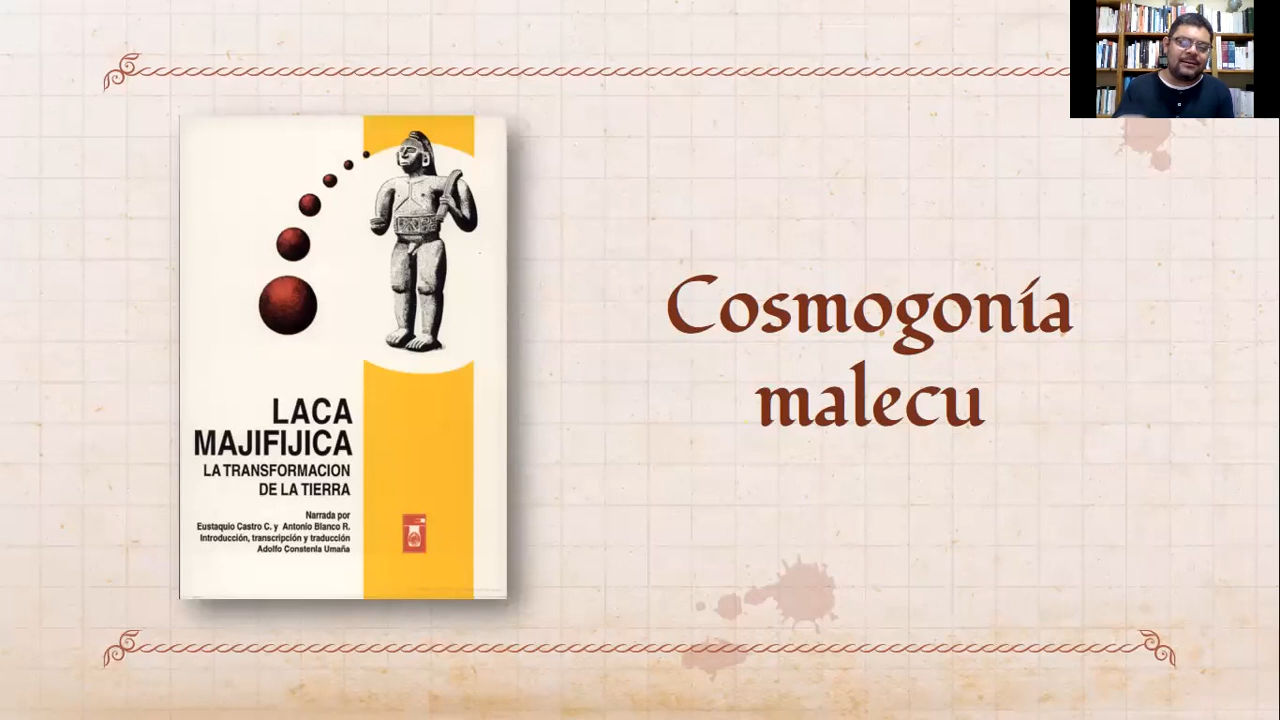 LACA
MAJIFIJICA
LA TRANSFORMACION
DE LA TIERRA
Narrada por
Eustaquio Castro C. y Antonio Blanco R.
Introducción, transcripción y traducción
Adolfo Constenla Umaña
Cosmogonía
malecu